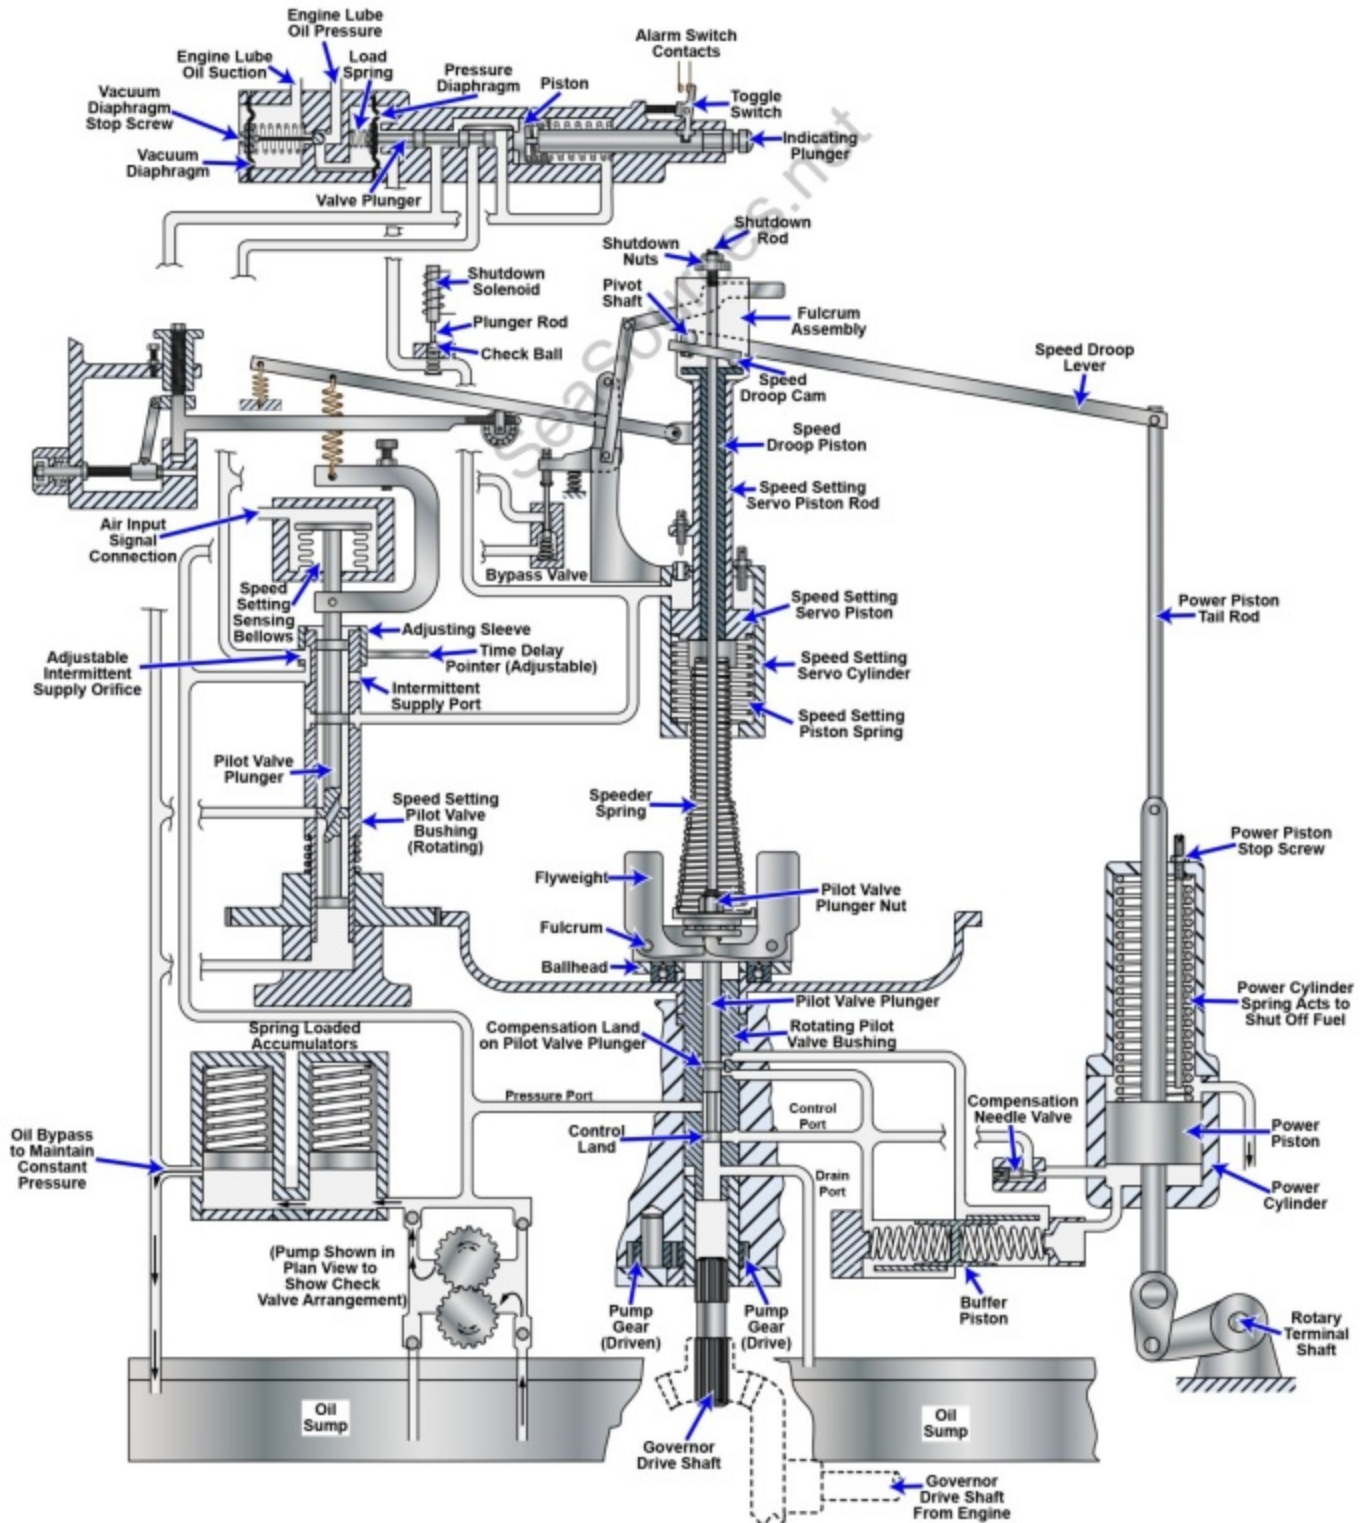 Engine Lube
Oil Pressure
Engine Lube
Oil Suction
Load
Spring
Pressure
Diaphragm
Piston
Alarm Switch
Contacts
Toggle
Switch
Indicating
Plunger
Vacuum
Diaphragm
Stop Screw
Vacuum
Diaphragm
Valve Plunger
SeaSources.net
Shutdown
Rod
Shutdown
Nuts
Shutdown
Solenoid
Pivot
Shaft
Plunger Rod
Fulcrum
Assembly
Check Ball
Speed Droop
Lever
Speed
Droop Cam
Speed
Droop Piston
Speed Setting
Servo Piston Rod
Air Input
Signal
Connection
Bypass Valve
Speed
Setting
Sensing
Bellows
Speed Setting
Servo Piston
Power Piston
Tail Rod
Adjusting Sleeve
Time Delay
Pointer (Adjustable)
Adjustable
Intermittent
Supply Orifice
Speed Setting
Servo Cylinder
Intermittent
Supply Port
Speed Setting
Piston Spring
Pilot Valve
Plunger
Speed Setting
Pilot Valve
Bushing
(Rotating)
Speeder
Spring
Power Piston
Stop Screw
Flyweight
Pilot Valve
Plunger Nut
Fulcrum
Ballhead
Pilot Valve Plunger
Power Cylinder
Spring Acts to
Shut Off Fuel
Spring Loaded
Accumulators
Compensation Land
on Pilot Valve Plunger
Rotating Pilot
Valve Bushing
Pressure Port
Control
Port
Compensation
Needle Valve
Control
Land
Power
Piston
Oil Bypass
to Maintain
Constant
Pressure
Drain
Port
Power
Cylinder
(Pump Shown in
Plan View to
Show Check
Valve Arrangement)
Pump
Gear
(Driven)
Pump
Gear
(Drive)
Buffer
Piston
Rotary
Terminal
Shaft
Oil
Sump
Oil
Sump
Governor
Drive Shaft
Governor
Drive Shaft
From Engine